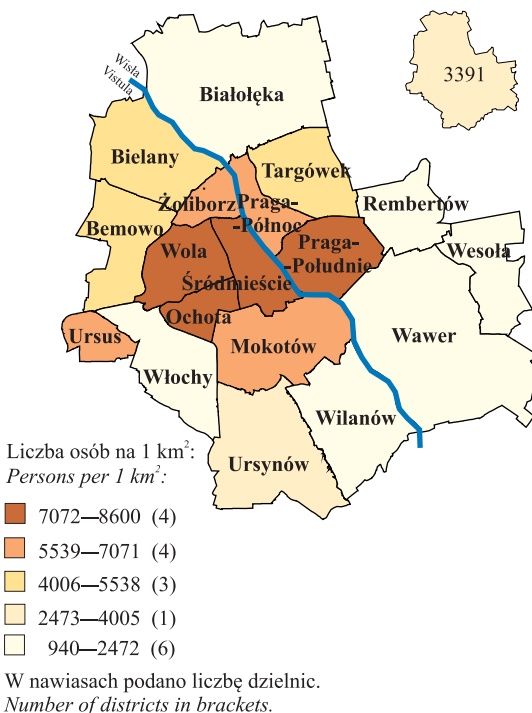 3391
Wisła
Vistula
Białołęka
Bielany
Targówek
Żoliborz
Praga-
-Północ
Rembertów
Bemowo
Wola
Praga-
-Południe
Wesoła
Śródmieście
Ochota
Ursus
Mokotów
Wawer
Włochy
Wilanów
Ursynów
Liczba osób na 1 km²:
Persons per 1 km²:
7072—8600 (4)
5539—7071 (4)
4006—5538 (3)
2473—4005 (1)
940—2472 (6)
W nawiasach podano liczbę dzielnic.
Number of districts in brackets.